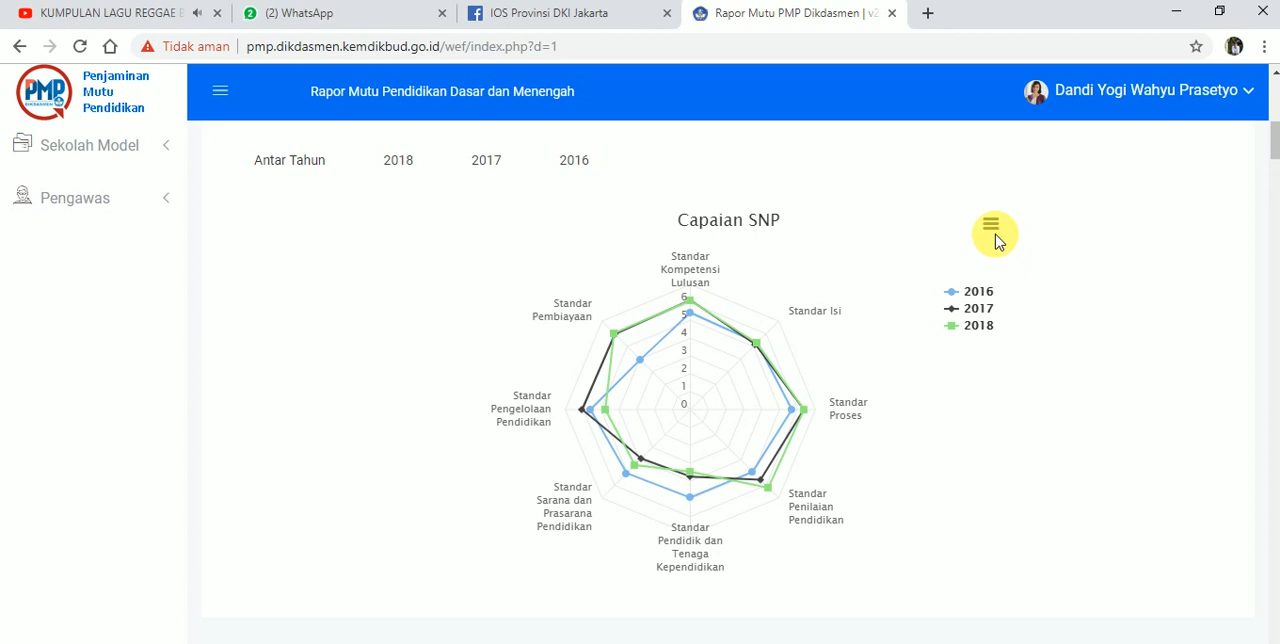 KUMPULAN LAGU REGGAE
(2) WhatsApp
IOS Provinsi DKI Jakarta
Rapor Mutu PMP Dikdasmen | v2
Tidak aman
pmp.dikdasmen.kemdikbud.go.id/wef/index.php?d=1
PMP
DIKDASMEN
Penjaminan
Mutu
Pendidikan
Rapor Mutu Pendidikan Dasar dan Menengah
Dandi Yogi Wahyu Prasetyo
Sekolah Model
Pengawas
Antar Tahun
2018
2017
2016
Capaian SNP
Standar
Kompetensi
Lulusan
Standar Isi
Standar
Proses
Standar
Penilaian
Pendidikan
Standar
Pendidik dan
Tenaga
Kependidikan
Standar
Sarana dan
Prasarana
Pendidikan
Standar
Pengelolaan
Pendidikan
Standar
Pembiayaan
6
5
4
3
2
1
0
2016
2017
2018